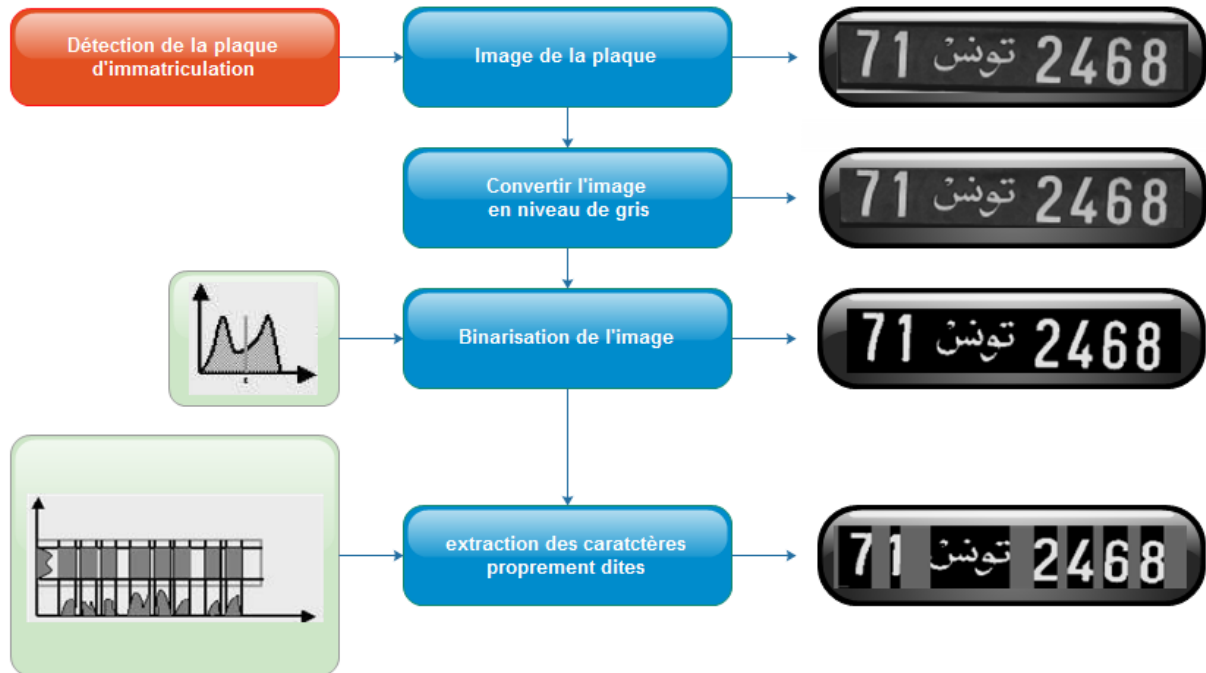 Détection de la plaque
d'immatriculation
Image de la plaque
71 تونس 2468
Convertir l'image
en niveau de gris
71 تونس 2468
Binarisation de l'image
71 تونس 2468
extraction des caratctères
proprement dites
71 تونس 2468